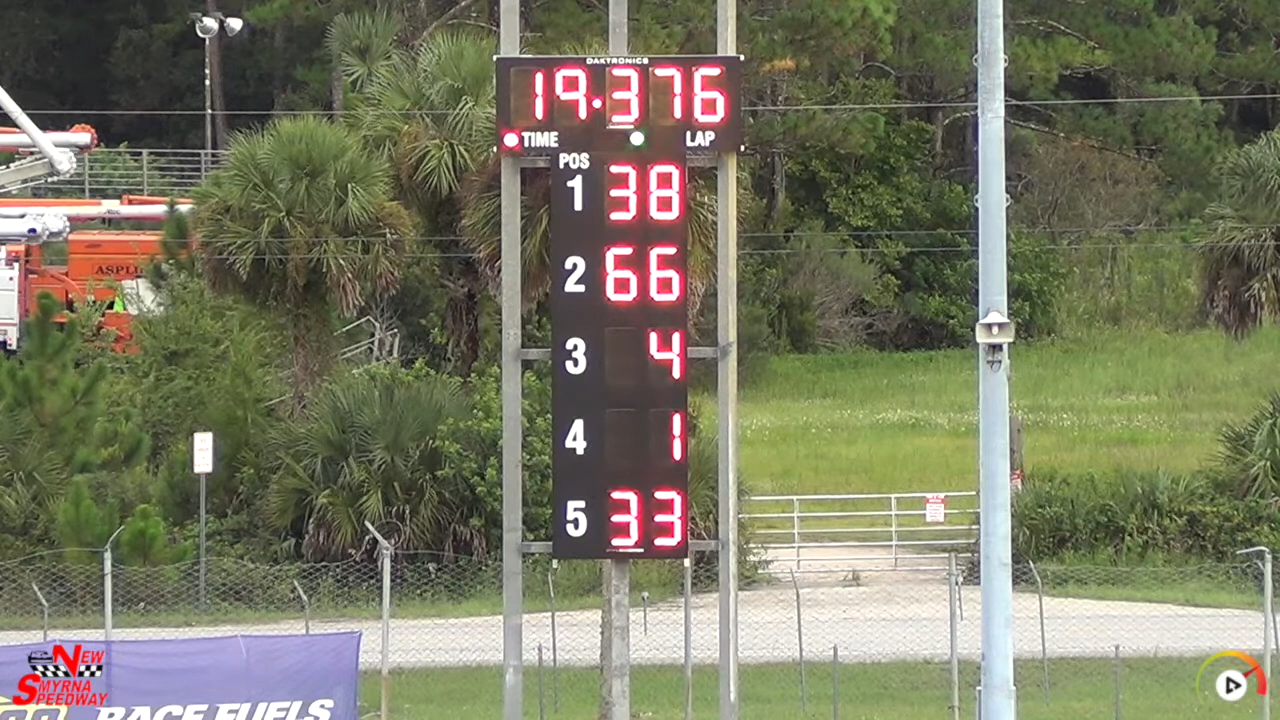 DAKTRONICS
19.376
TIME LAP
POS
1 38
2 66
3 4
4 1
5 33
ASPL
NEW
SMYRNA
SPEEDWAY
RACE FUELS